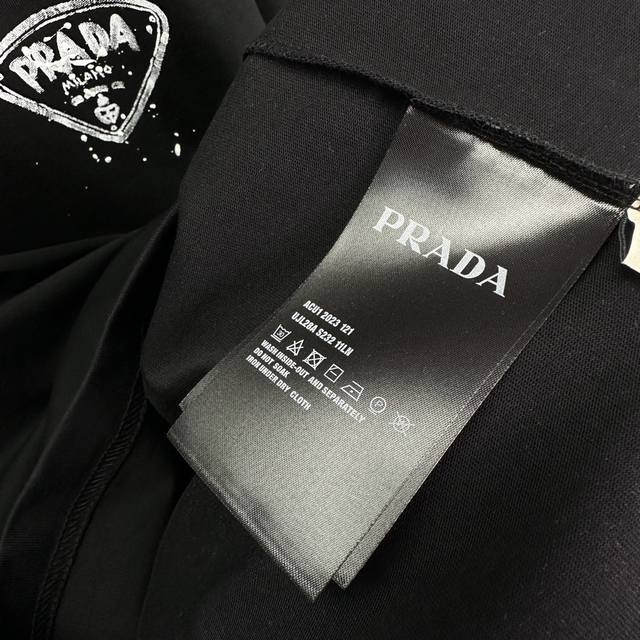 PRADA
MILANO
PRADA
ACU1 2023 121
UJL28A S232 11LN
WASH INSIDE-OUT AND SEPARATELY
DO NOT SOAK
IRON UNDER DRY CLOTH